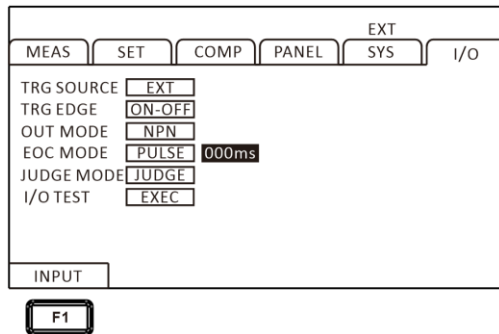 EXT
MEAS SET COMP PANEL SYS I/O
TRG SOURCE EXT
TRG EDGE ON-OFF
OUT MODE NPN
EOC MODE PULSE 000ms
JUDGE MODE JUDGE
I/O TEST EXEC
INPUT
F1